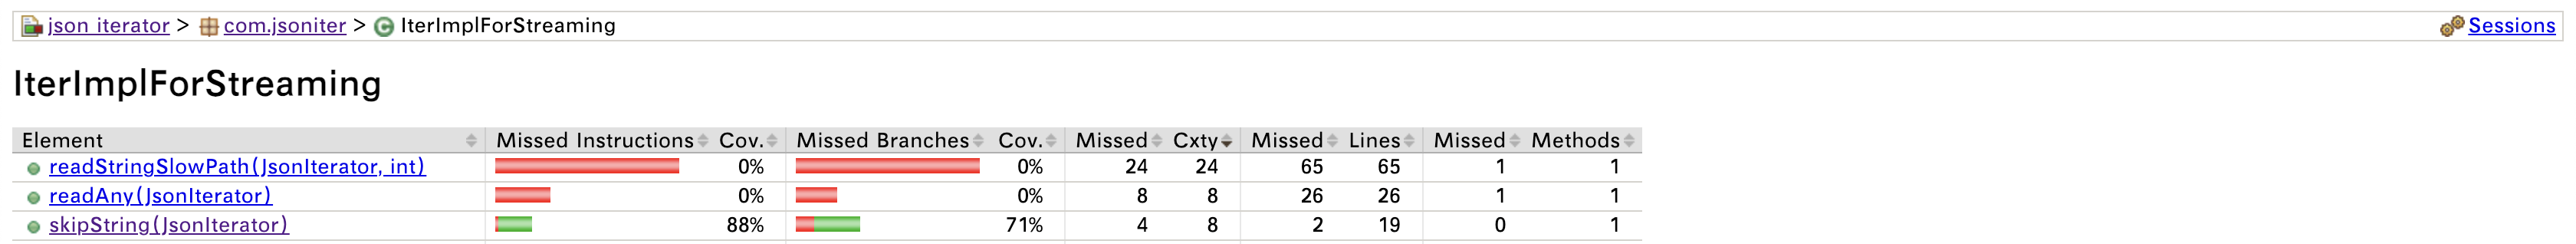 json iterator > com.jsoniter > IterImplForStreaming Sessions
IterImplForStreaming
Element Missed Instructions Cov. Missed Branches Cov. Missed Cxty Missed Lines Missed Methods
readStringSlowPath(JsonIterator, int) 0% 0% 24 24 65 65 1 1
readAny(JsonIterator) 0% 0% 8 8 26 26 1 1
skipString(JsonIterator) 88% 71% 4 8 2 19 0 1